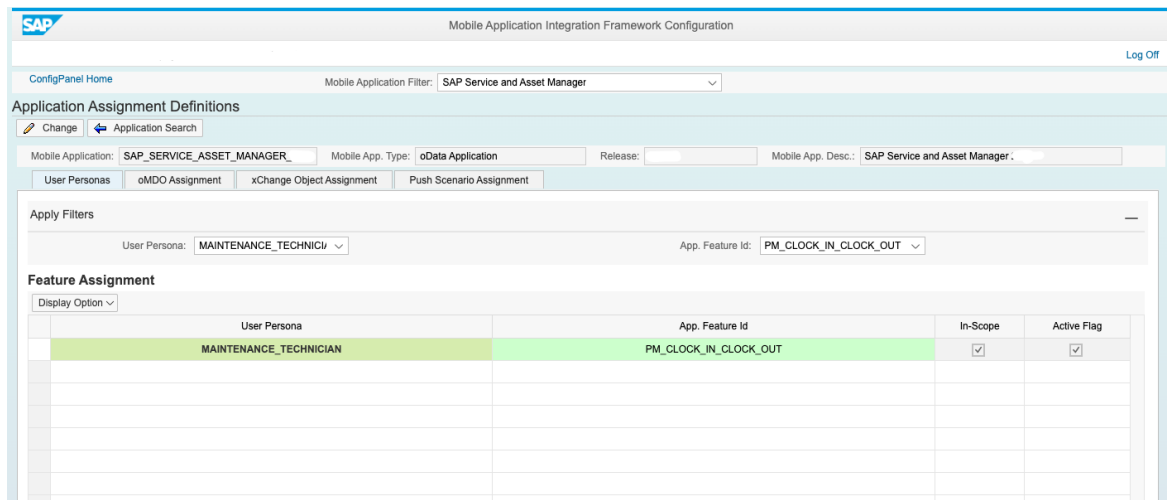 SAP
Mobile Application Integration Framework Configuration
Log Off
ConfigPanel Home
Mobile Application Filter: SAP Service and Asset Manager
Application Assignment Definitions
Change Application Search
Mobile Application: SAP_SERVICE_ASSET_MANAGER_ Mobile App. Type: oData Application Release: Mobile App. Desc.: SAP Service and Asset Manager
User Personas oMDO Assignment xChange Object Assignment Push Scenario Assignment
Apply Filters
User Persona: MAINTENANCE_TECHNICI App. Feature Id: PM_CLOCK_IN_CLOCK_OUT
Feature Assignment
Display Option
User Persona App. Feature Id In-Scope Active Flag
MAINTENANCE_TECHNICIAN PM_CLOCK_IN_CLOCK_OUT